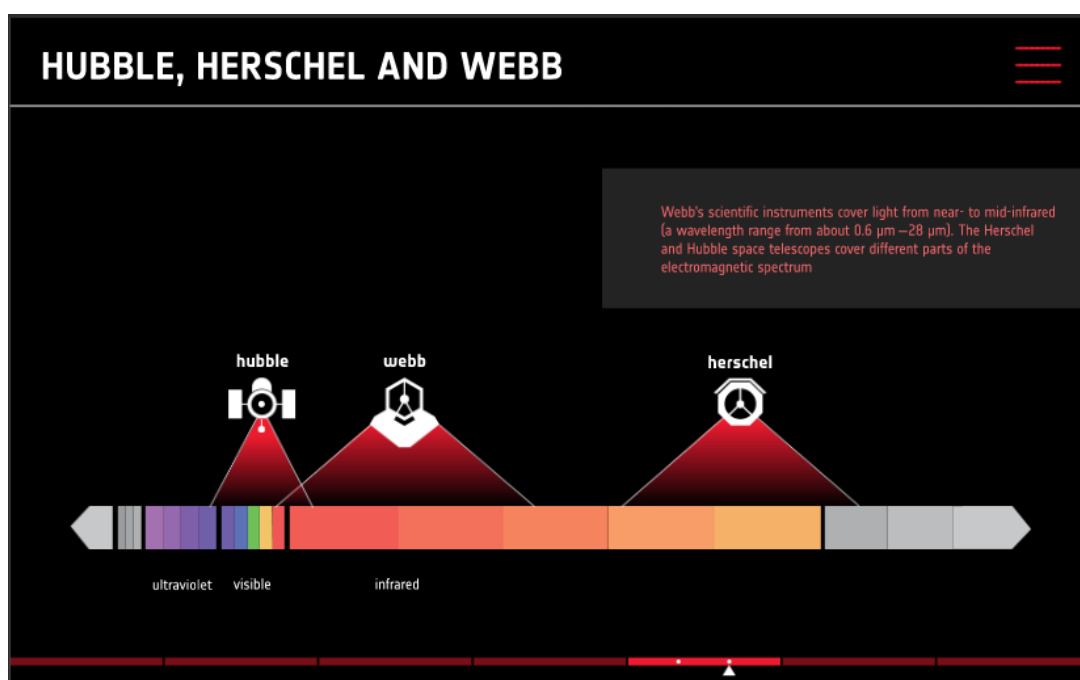 HUBBLE, HERSCHEL AND WEBB
Webb's scientific instruments cover light from near- to mid-infrared
(a wavelength range from about 0.6 µm –28 µm). The Herschel
and Hubble space telescopes cover different parts of the
electromagnetic spectrum
hubble
webb
herschel
ultraviolet
visible
infrared